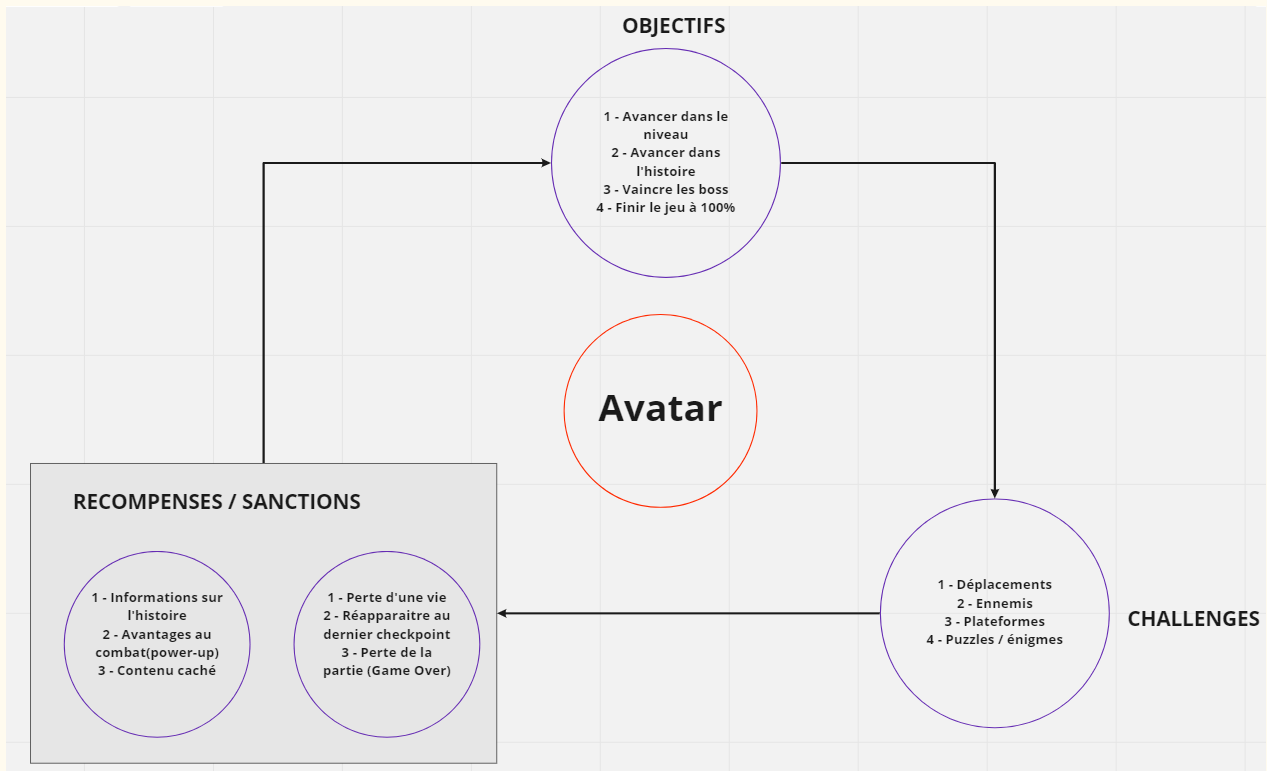 OBJECTIFS
1 - Avancer dans le
niveau
2 - Avancer dans
l'histoire
3 - Vaincre les boss
4 - Finir le jeu à 100%
Avatar
RECOMPENSES / SANCTIONS
1 - Informations sur
l'histoire
2 - Avantages au
combat(power-up)
3 - Contenu caché
1 - Perte d'une vie
2 - Réapparaitre au
dernier checkpoint
3 - Perte de la
partie (Game Over)
1 - Déplacements
2 - Ennemis
3 - Plateformes
4 - Puzzles / énigmes
CHALLENGES